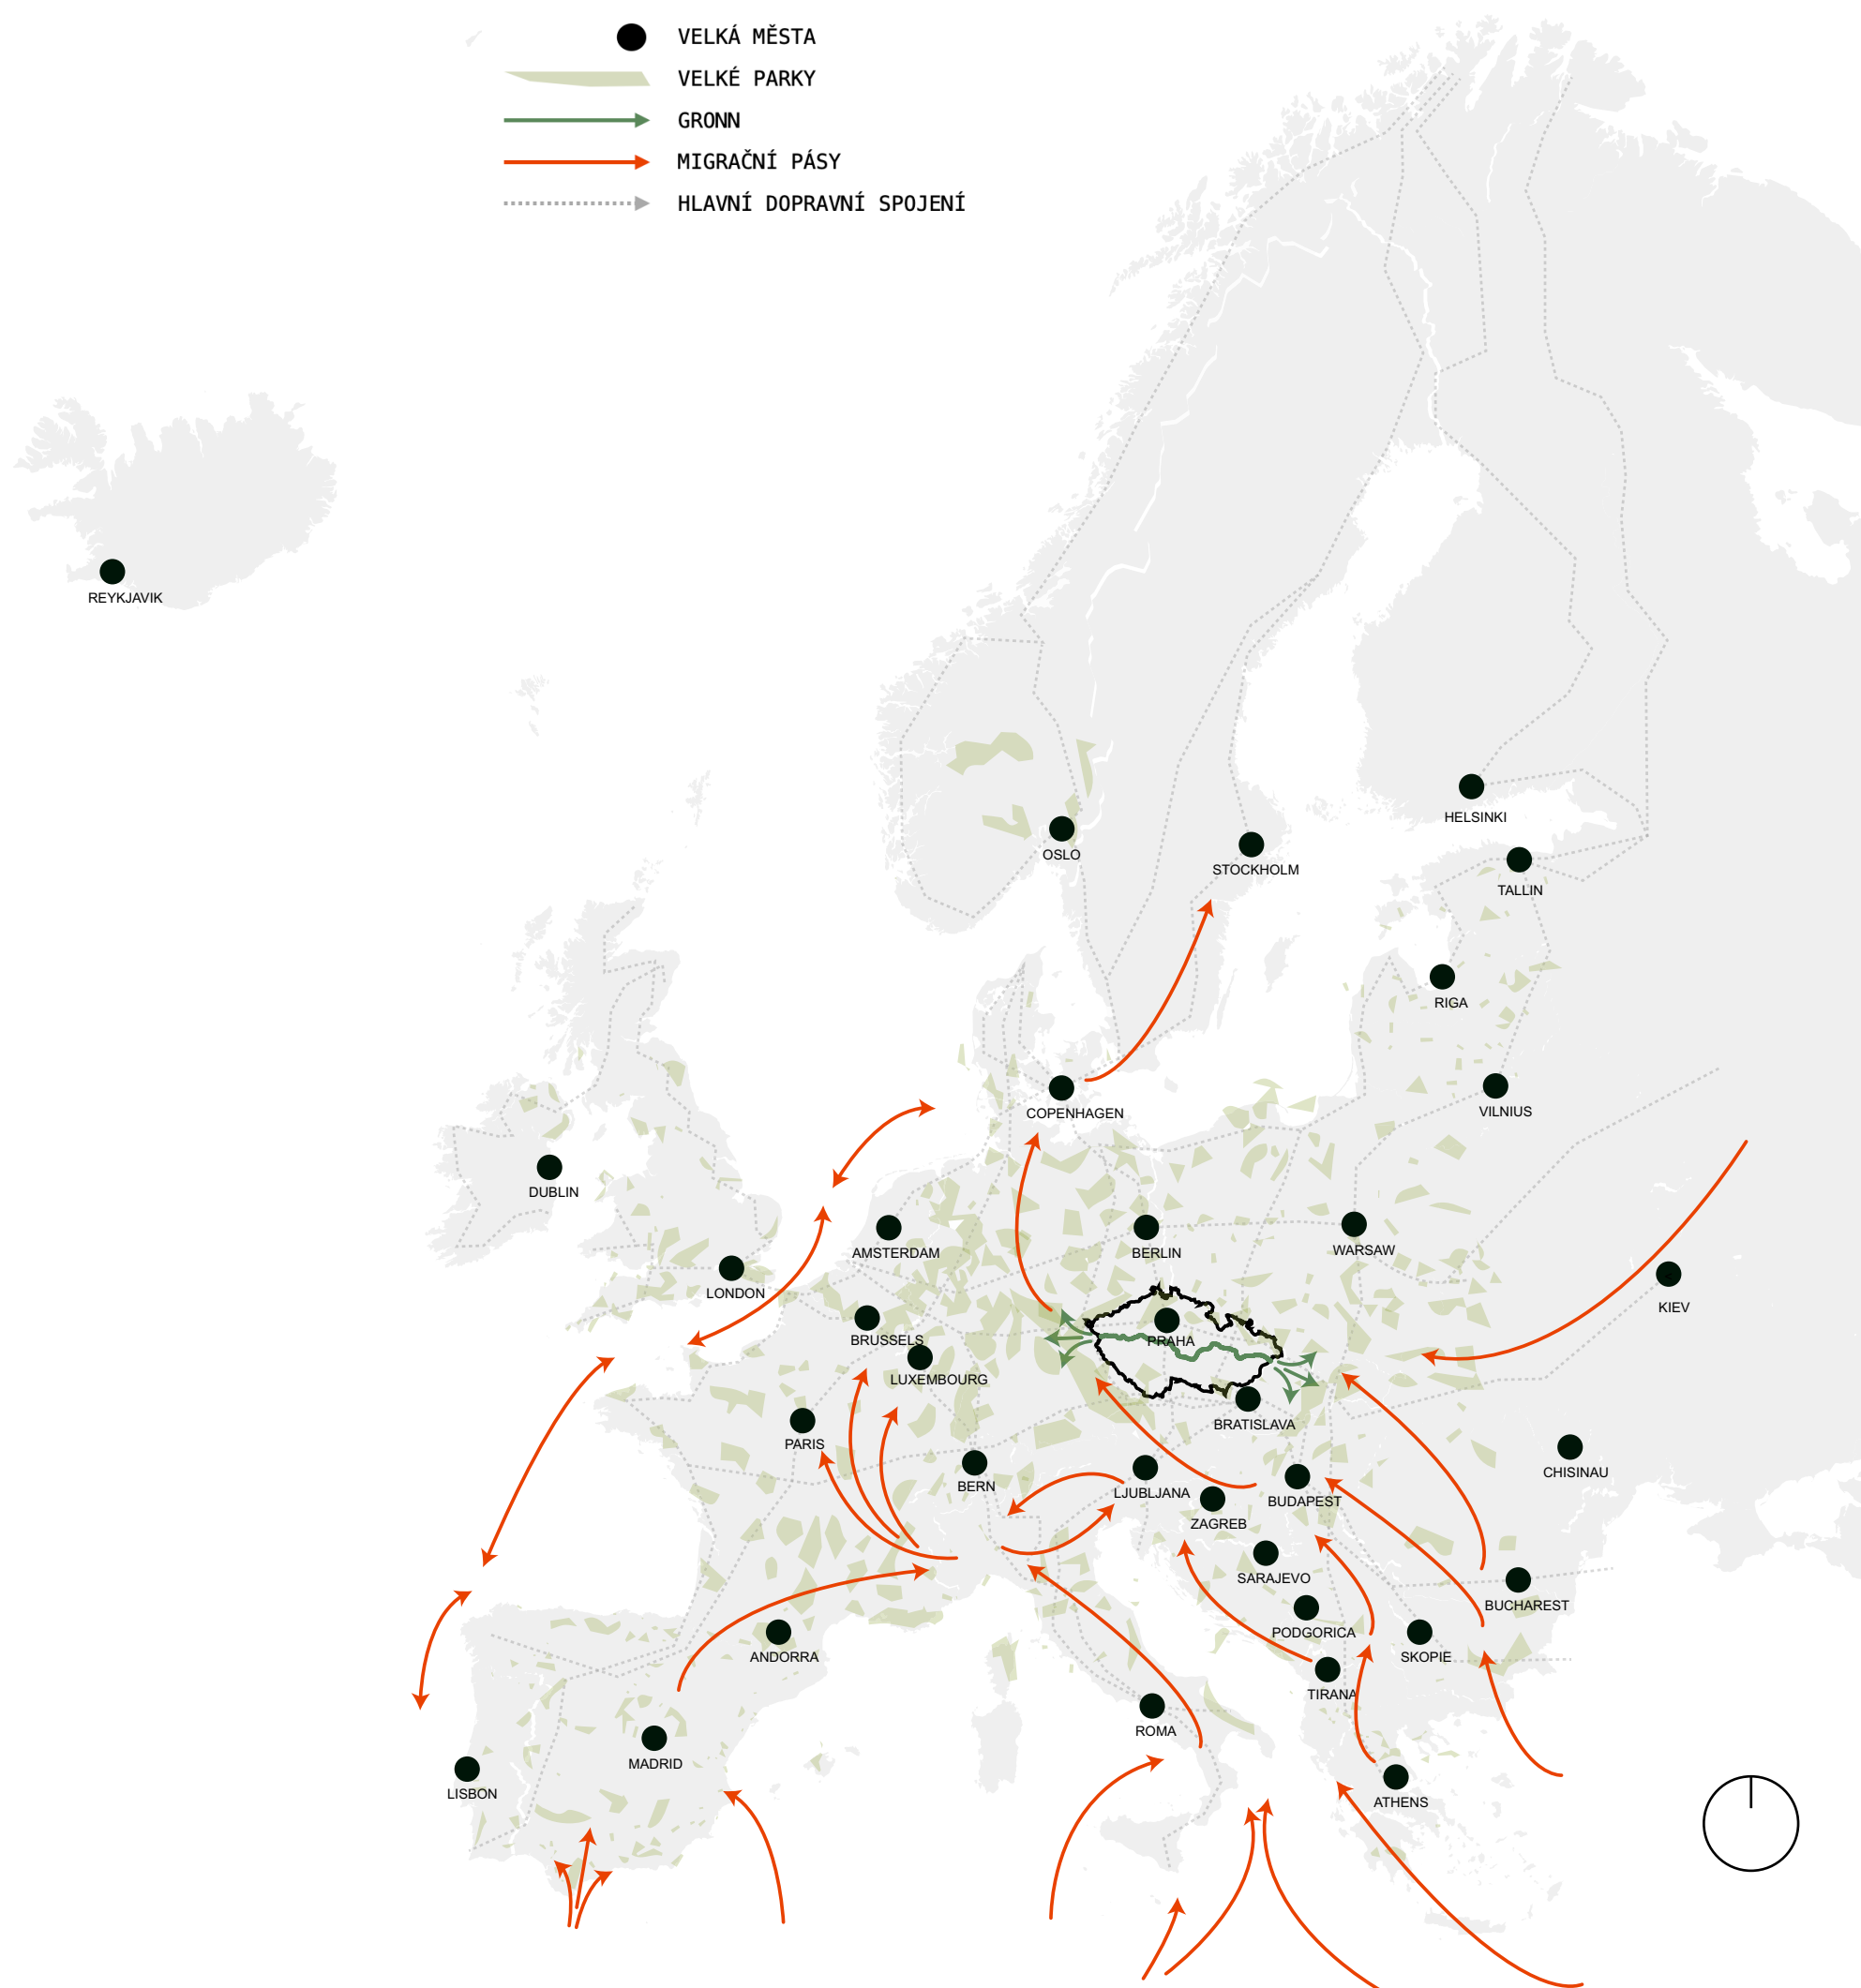 VELKÁ MĚSTA
VELKÉ PARKY
GRONN
MIGRAČNÍ PÁSY
HLAVNÍ DOPRAVNÍ SPOJENÍ
REYKJAVIK
HELSINKI
OSLO
STOCKHOLM
TALLIN
RIGA
COPENHAGEN
VILNIUS
DUBLIN
AMSTERDAM
BERLIN
WARSAW
LONDON
KIEV
BRUSSELS
PRAHA
LUXEMBOURG
BRATISLAVA
PARIS
CHISINAU
BERN
LJUBLJANA
BUDAPEST
ZAGREB
SARAJEVO
BUCHAREST
PODGORICA
ANDORRA
SKOPIE
TIRANA
ROMA
MADRID
LISBON
ATHENS